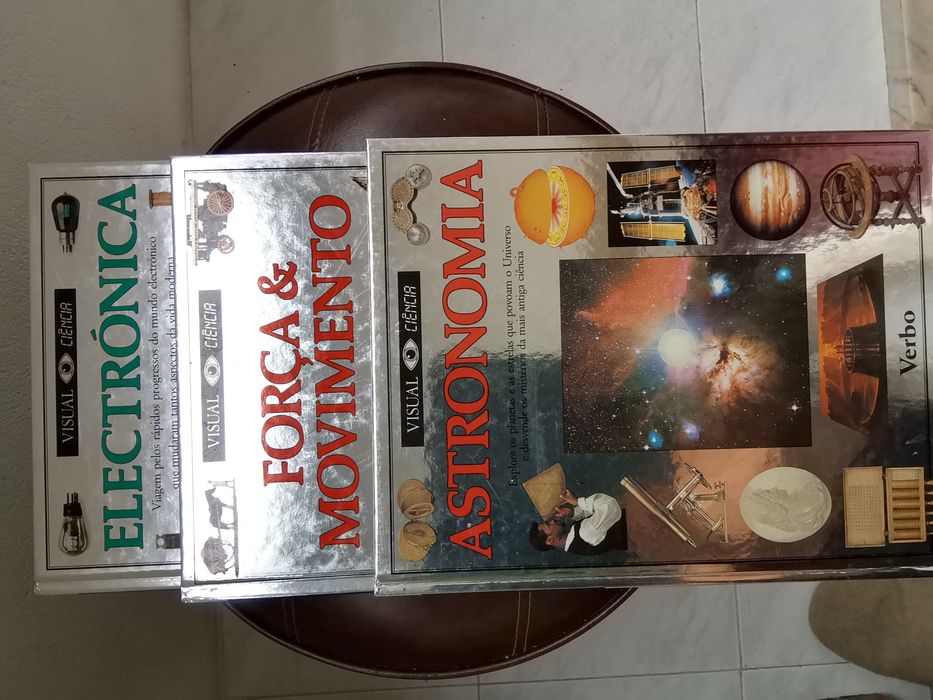 VISUAL CIÊNCIA
ELECTRÓNICA
Viagem pelos rápidos progressos do mundo electrónico
que mudaram tantos aspectos da vida moderna
VISUAL CIÊNCIA
FORÇA &
MOVIMENTO
VISUAL CIÊNCIA
ASTRONOMIA
Explore os planetas e as estrelas que povoam o Universo
e desvende os mistérios da mais antiga ciência
Verbo